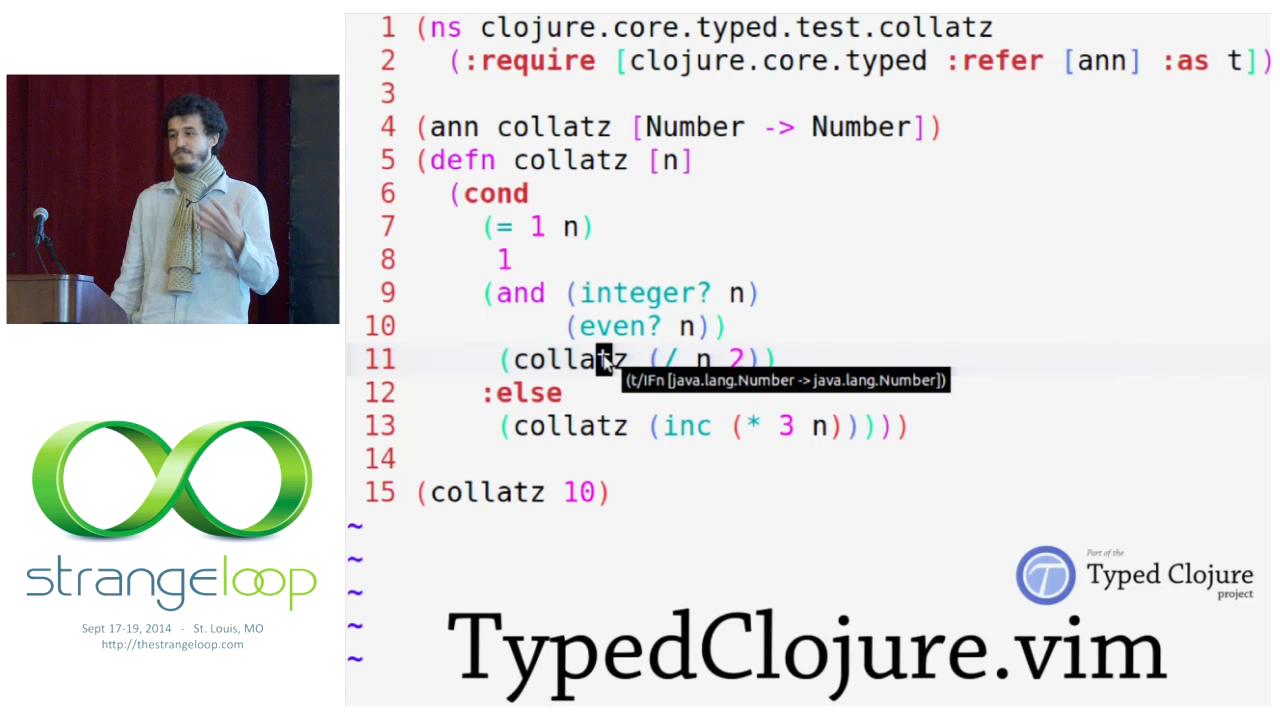 1 (ns clojure.core.typed.test.collatz
2   (:require [clojure.core.typed :refer [ann] :as t])
3
4 (ann collatz [Number -> Number])
5 (defn collatz [n]
6   (cond
7     (= 1 n)
8      1
9     (and (integer? n)
10          (even? n))
11      (collatz (/ n 2))
(t/IFn [java.lang.Number -> java.lang.Number])
12     :else
13      (collatz (inc (* 3 n)))))
14
15 (collatz 10)
~
~
~
~
~
Part of the
Typed Clojure
project
TypedClojure.vim
strangeloop
Sept 17-19, 2014 - St. Louis, MO
http://thestrangeloop.com